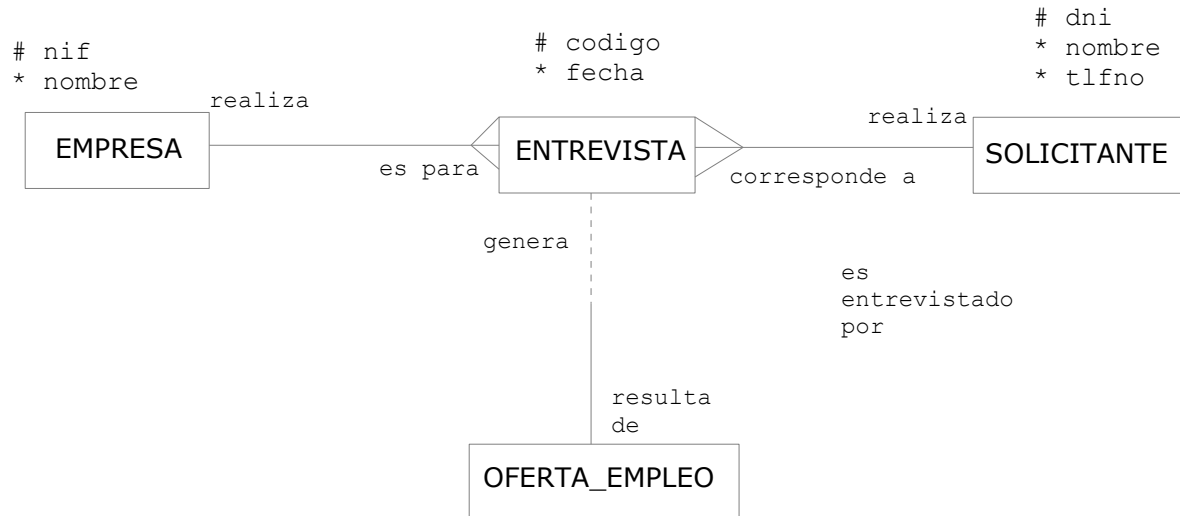 # nif
* nombre
# codigo
* fecha
# dni
* nombre
* tlfno
realiza
realiza
EMPRESA
ENTREVISTA
SOLICITANTE
es para
corresponde a
genera
es
entrevistado
por
resulta
de
OFERTA_EMPLEO